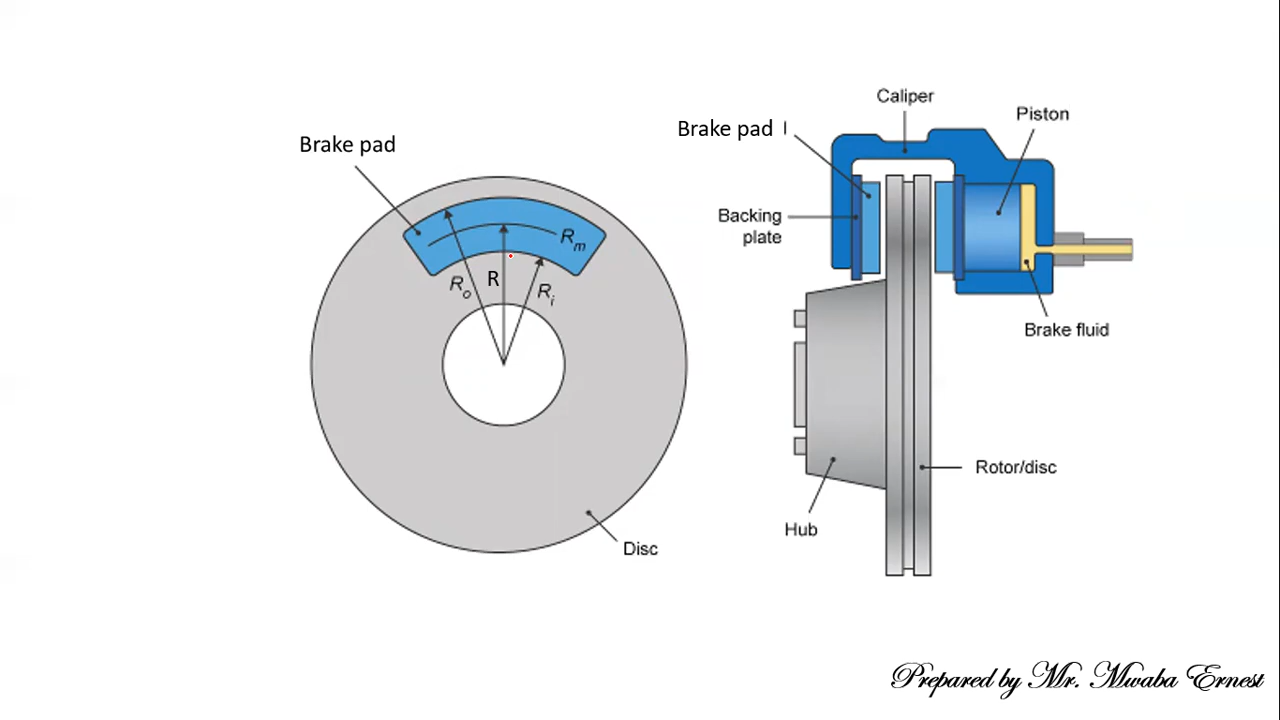 Brake pad
R_m
R_o
R
R_i
Disc
Caliper
Piston
Brake pad
Backing
plate
Brake fluid
Rotor/disc
Hub
Prepared by Mr. Mwaba Ernest